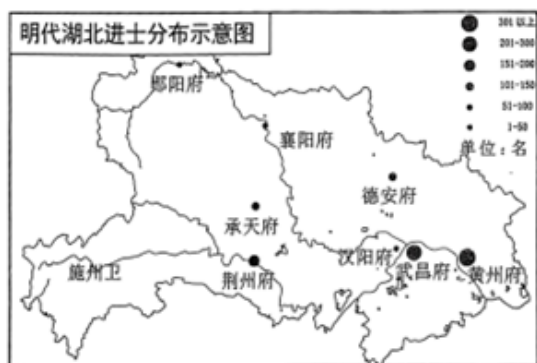 明代湖北进士分布示意图
301以上
201-300
151-200
101-150
51-100
1-50
单位：名
郧阳府
襄阳府
德安府
承天府
汉阳府
武昌府
黄州府
施州卫
荆州府